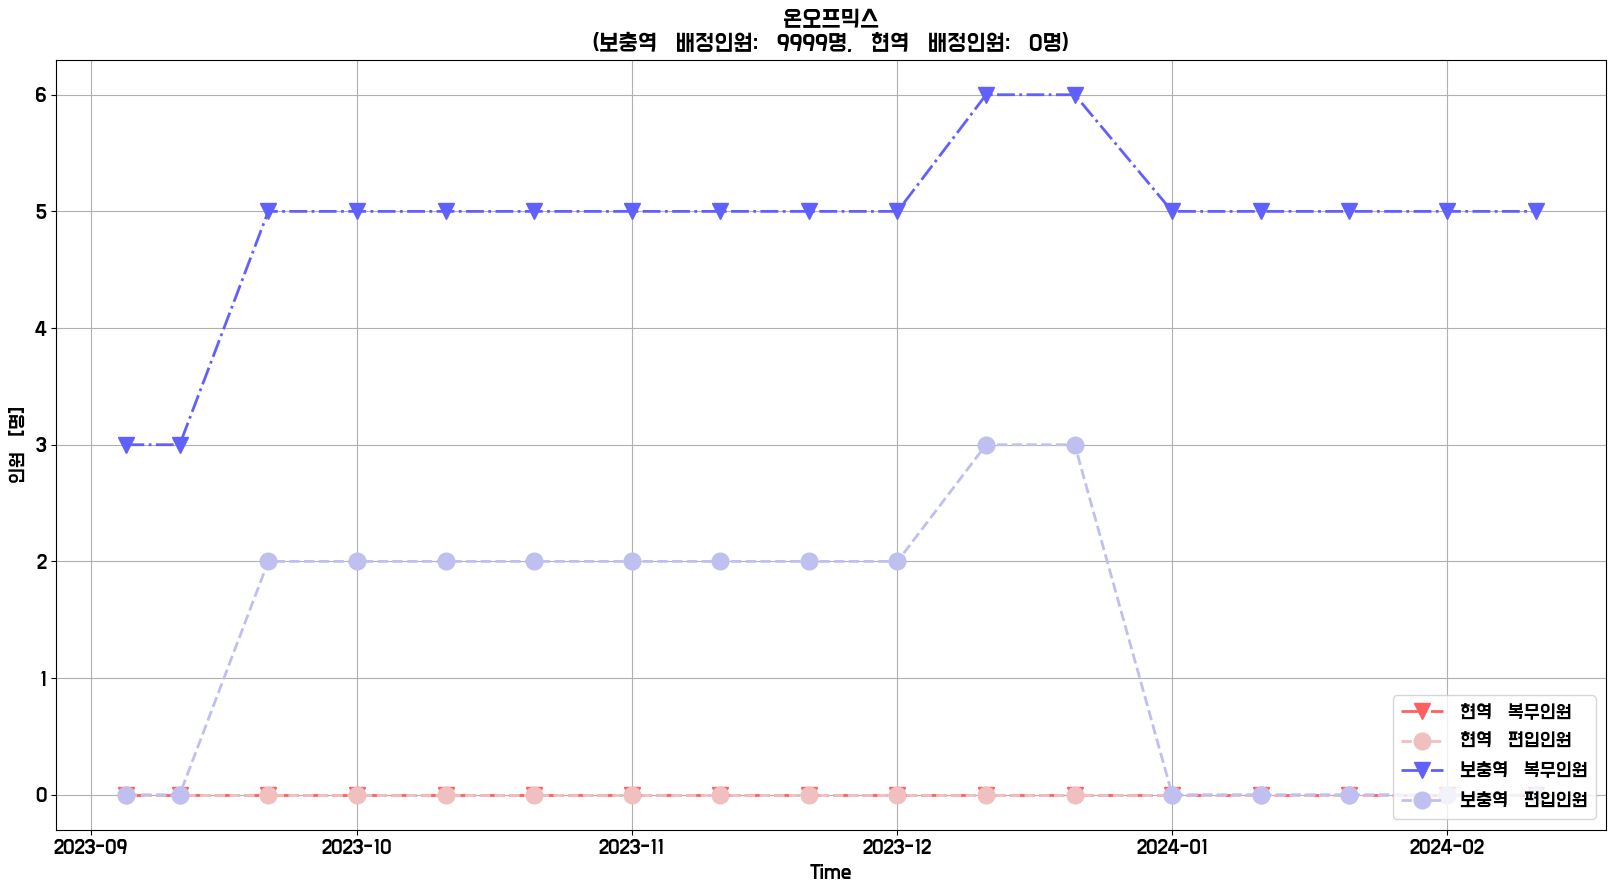 온오프믹스
(보충역 배정인원: 9999명, 현역 배정인원: 0명)
6
5
4
3
2
1
0
인원 [명]
2023-09
2023-10
2023-11
2023-12
2024-01
2024-02
Time
현역 복무인원
현역 편입인원
보충역 복무인원
보충역 편입인원